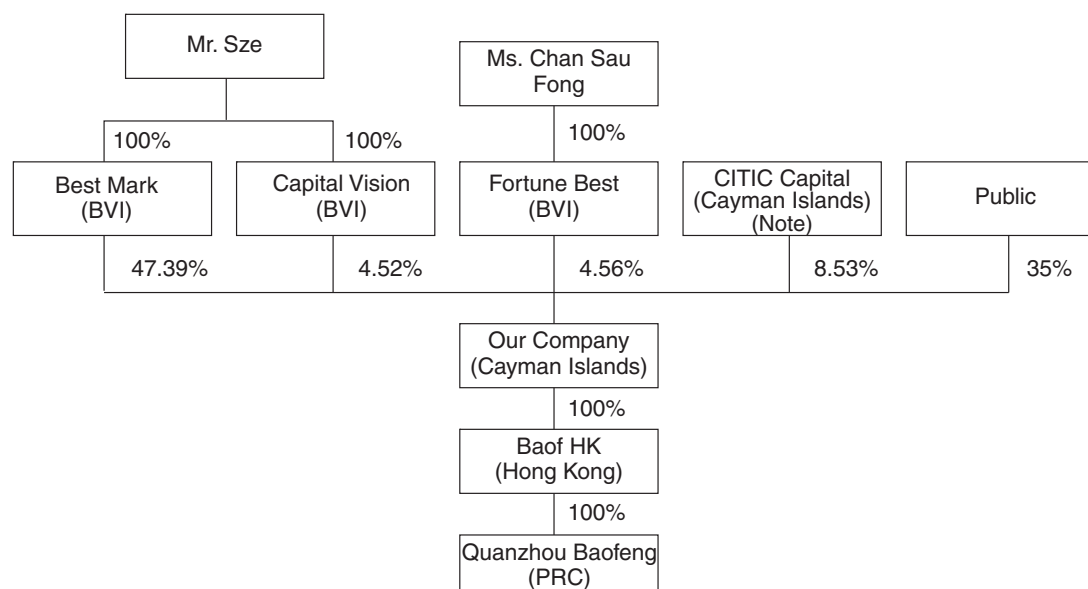 Mr. Sze
Ms. Chan Sau
Fong
100%
100%
100%
Best Mark
(BVI)
Capital Vision
(BVI)
Fortune Best
(BVI)
CITIC Capital
(Cayman Islands)
(Note)
Public
47.39%
4.52%
4.56%
8.53%
35%
Our Company
(Cayman Islands)
100%
Baof HK
(Hong Kong)
100%
Quanzhou Baofeng
(PRC)